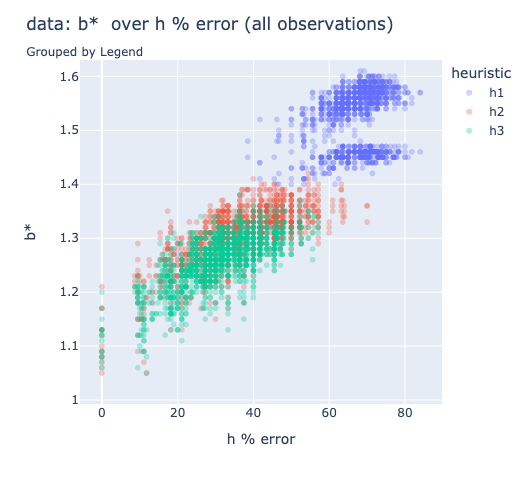 data: b*  over h % error (all observations)
Grouped by Legend
heuristic
h1
h2
h3
1.6
1.5
1.4
1.3
1.2
1.1
1
b*
0
20
40
60
80
h % error